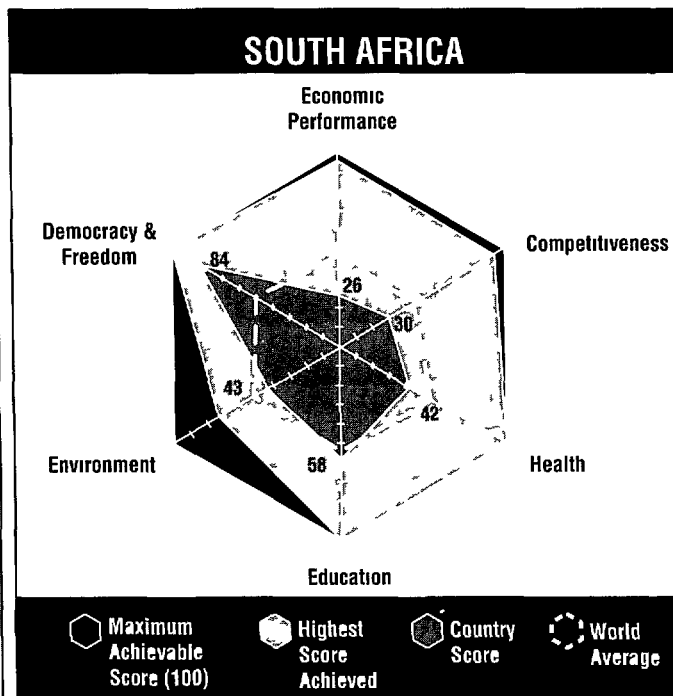 SOUTH AFRICA
Economic
Performance
Democracy &
Freedom
Competitiveness
84
26
30
43
42
58
Environment
Health
Education
Maximum
Achievable
Score (100)
Highest
Score
Achieved
Country
Score
World
Average